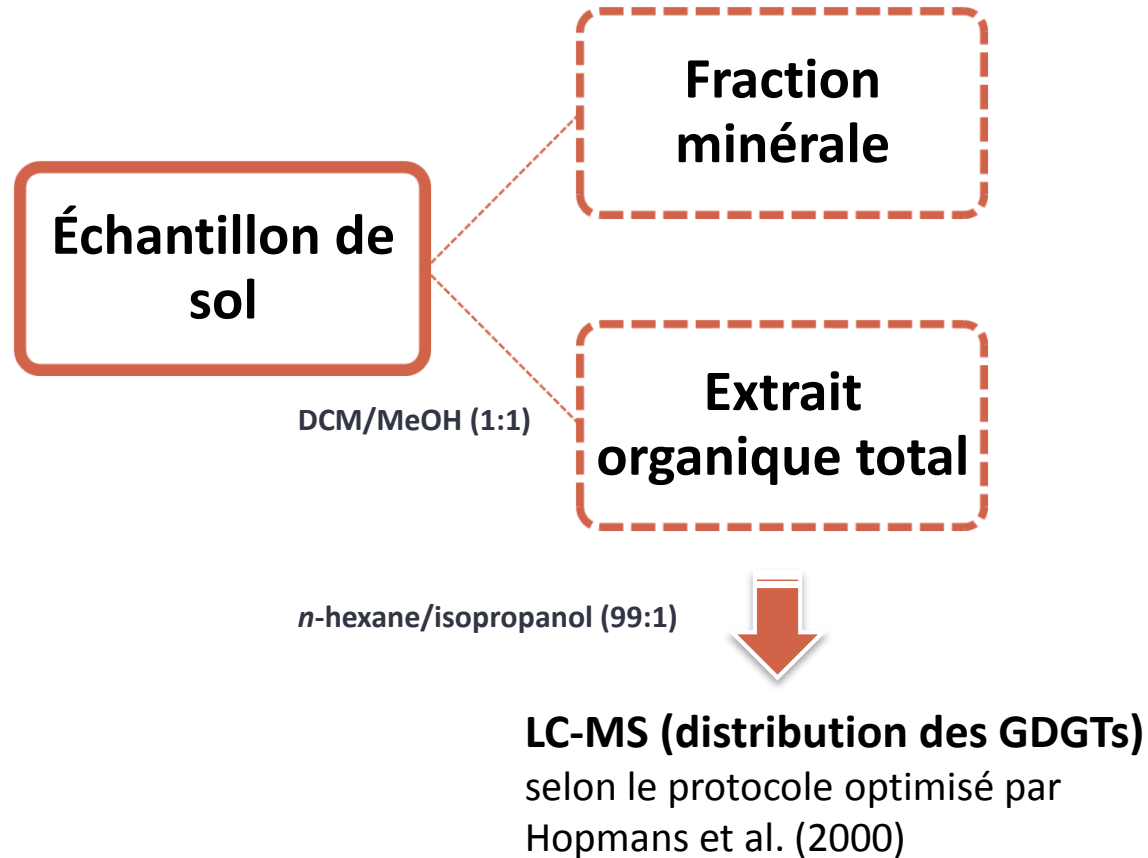 Fraction
minérale
Échantillon de
sol
DCM/MeOH (1:1)
Extrait
organique total
n-hexane/isopropanol (99:1)
LC-MS (distribution des GDGTs)
selon le protocole optimisé par
Hopmans et al. (2000)